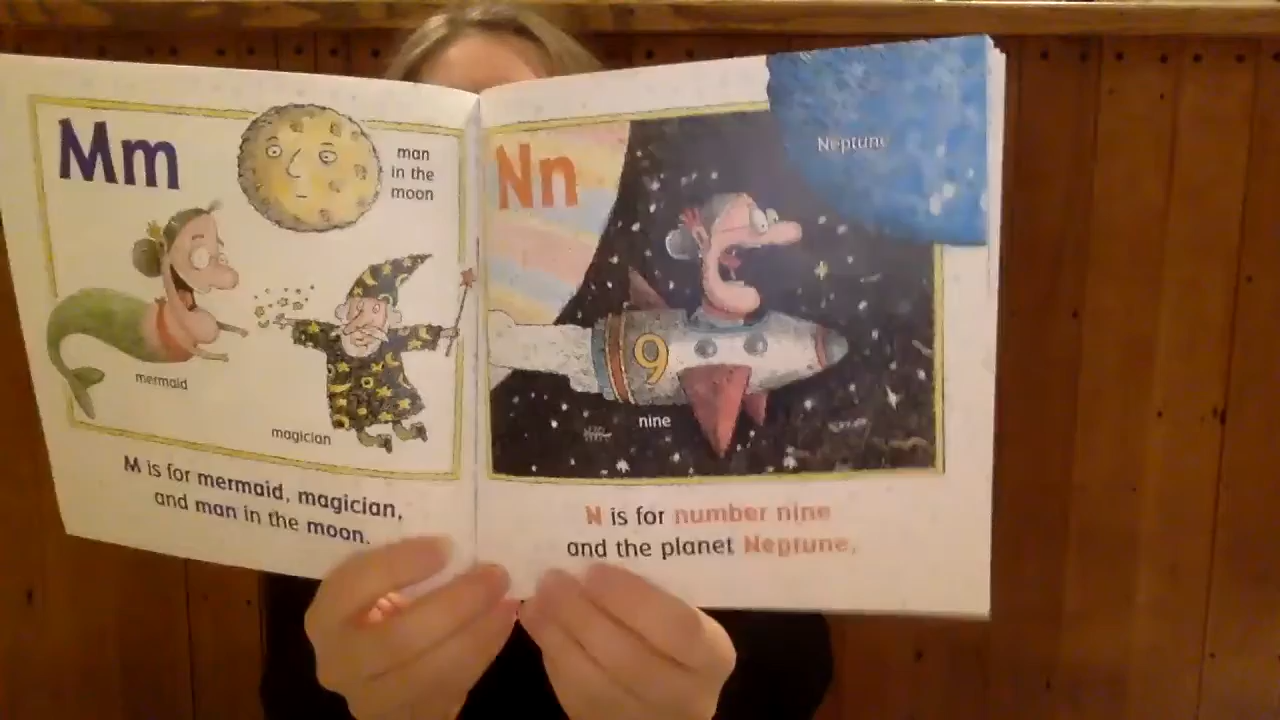 Mm
man
in the
moon
mermaid
magician
M is for mermaid, magician,
and man in the moon.
Nn
Neptune
9
nine
N is for number nine
and the planet Neptune.